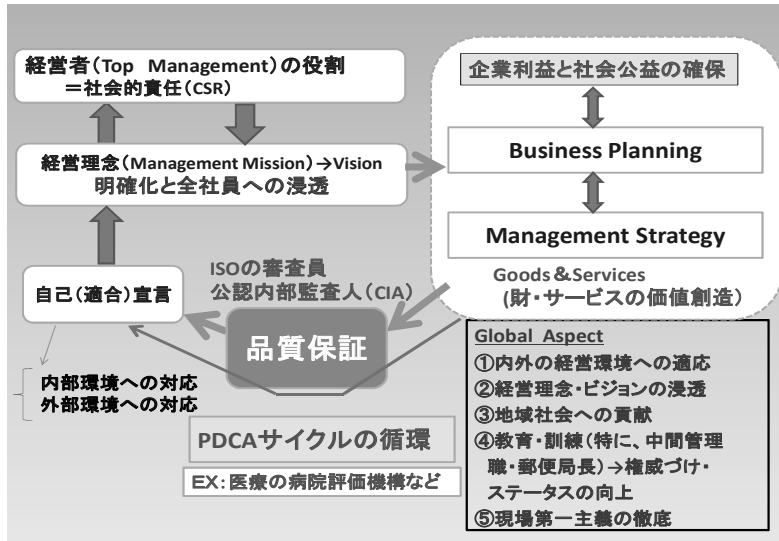 経営者(Top Management)の役割
=社会的責任(CSR)
経営理念(Management Mission)→Vision
明確化と全社員への浸透
企業利益と社会公益の確保
Business Planning
Management Strategy
Goods&Services
(財・サービスの価値創造)
ISOの審査員
公認内部監査人(CIA)
自己(適合)宣言
品質保証
内部環境への対応
外部環境への対応
PDCAサイクルの循環
EX:医療の病院評価機構など
Global Aspect
①内外の経営環境への適応
②経営理念・ビジョンの浸透
③地域社会への貢献
④教育・訓練(特に、中間管理
職・郵便局長)→権威づけ・
ステータスの向上
⑤現場第一主義の徹底